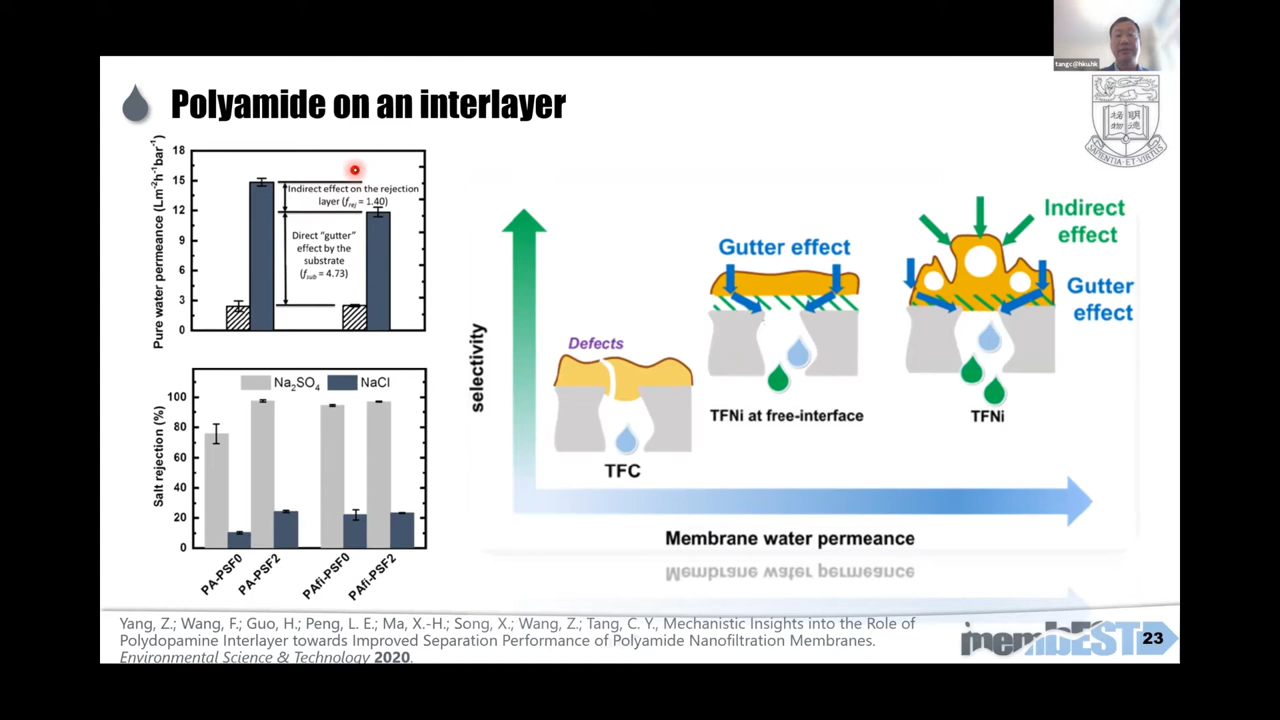 tangc@hku.hk
Polyamide on an interlayer
SAPIENTIA·ET·VIRTVS
Pure water permeance (Lm⁻²h⁻¹bar⁻¹)
18
15
12
9
6
3
0
Indirect effect on the rejection
layer (f_rej = 1.40)
Direct "gutter"
effect by the
substrate
(f_sub = 4.73)
Salt rejection (%)
100
80
60
40
20
0
Na₂SO₄ NaCl
PA-PSF0
PA-PSF2
PAfi-PSF0
PAfi-PSF2
selectivity
Defects
TFC
Gutter effect
TFNi at free-interface
Indirect
effect
Gutter
effect
TFNi
Membrane water permeance
Membrane water permeance
Yang, Z.; Wang, F.; Guo, H.; Peng, L. E.; Ma, X.-H.; Song, X.; Wang, Z.; Tang, C. Y., Mechanistic Insights into the Role of
Polydopamine Interlayer towards Improved Separation Performance of Polyamide Nanofiltration Membranes.
Environmental Science & Technology 2020.
membEST
23